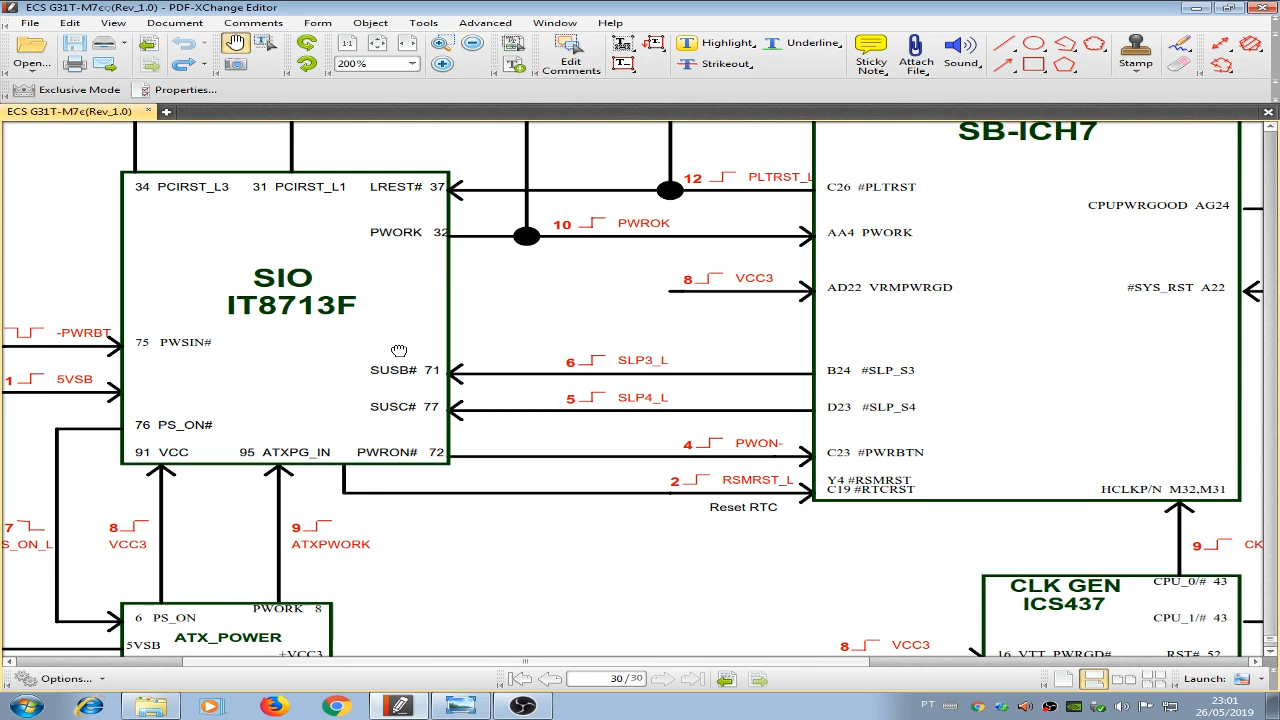 ECS G31T-M7c(Rev_1.0) - PDF-XChange Editor
File Edit View Document Comments Form Object Tools Advanced Window Help
Open... 200% Edit Comments Highlight Underline Strikeout Sticky Note Attach File Sound Stamp
Exclusive Mode Properties...
ECS G31T-M7c(Rev_1.0)
SB-ICH7
34 PCIRST_L3 31 PCIRST_L1 LREST# 37 12 PLTRST_L C26 #PLTRST
CPUPWRGOOD AG24
PWORK 32 10 PWROK AA4 PWORK
SIO
IT8713F
8 VCC3 AD22 VRMPWRGD #SYS_RST A22
-PWRBT 75 PWSIN#
SUSB# 71 6 SLP3_L B24 #SLP_S3
1 5VSB
SUSC# 77 5 SLP4_L D23 #SLP_S4
76 PS_ON#
91 VCC 95 ATXPG_IN PWRON# 72 4 PWON- C23 #PWRBTN
2 RSMRST_L Y4 #RSMRST
C19 #RTCRST HCLKP/N M32,M31
Reset RTC
7 8 9
S_ON_L VCC3 ATXPWORK 9 CK
CLK GEN
ICS437
CPU_0/# 43
6 PS_ON PWORK 8
CPU_1/# 43
ATX_POWER
5VSB +VCC3
8 VCC3 16 VTT_PWRGD# RST# 52
Options... 30 / 30 Launch:
PT 23:01
26/05/2019